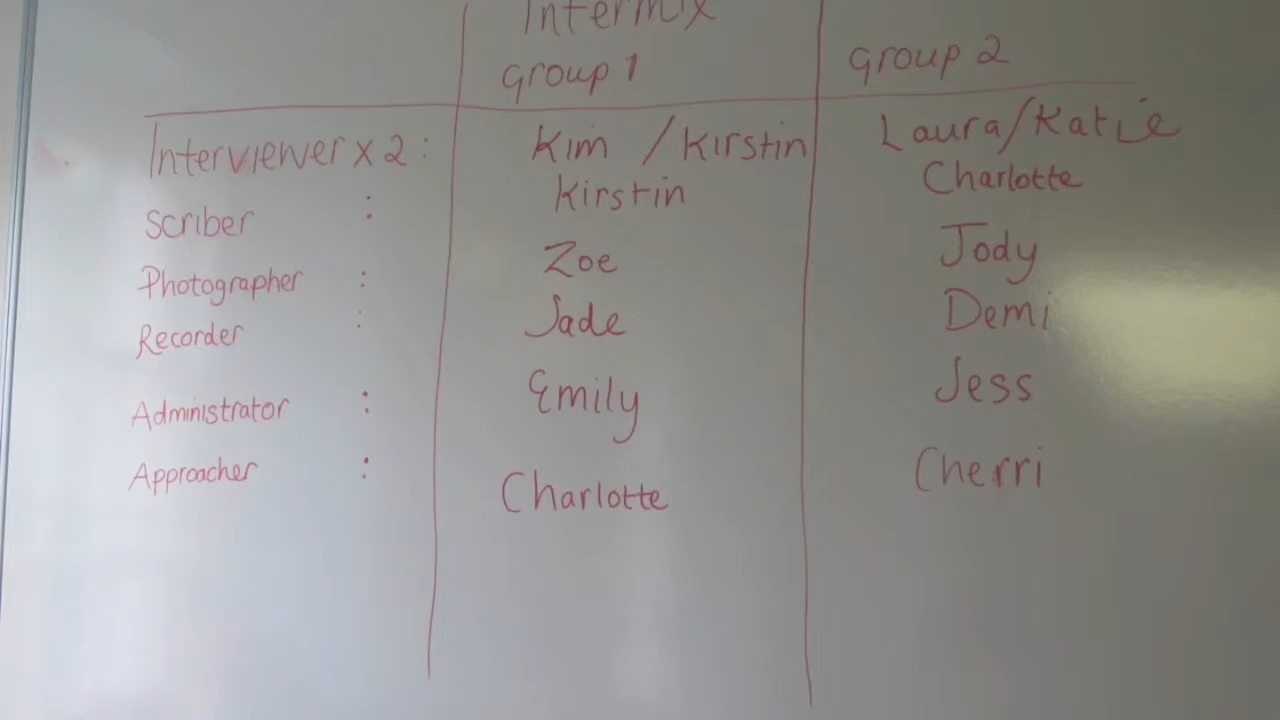 Intermix
Group 1 Group 2
Interviewer x 2 : Kim / Kirstin Laura/Katie
Scriber : Kirstin Charlotte
Photographer : Zoe Jody
Recorder : Jade Demi
Administrator : Emily Jess
Approacher : Charlotte Cherri